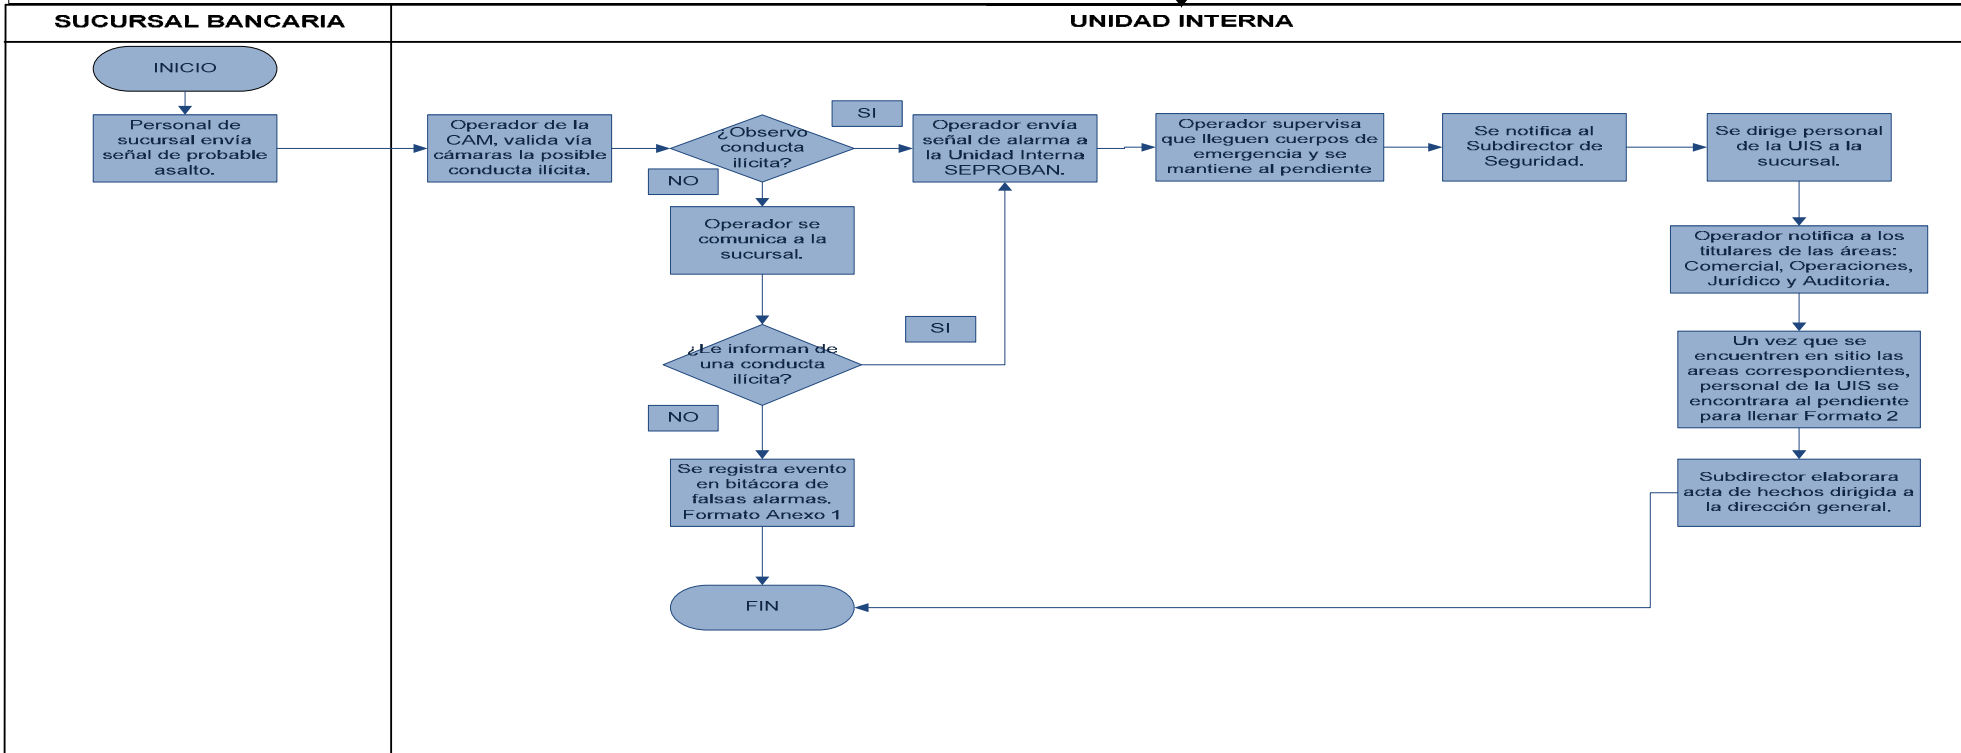 SUCURSAL BANCARIA
UNIDAD INTERNA
INICIO
Personal de
sucursal envía
señal de probable
asalto.
Operador de la
CAM, valida vía
cámaras la posible
conducta ilícita.
¿Observo
conducta
ilícita?
SI
NO
Operador envía
señal de alarma a
la Unidad Interna
SEPROBAN.
Operador supervisa
que lleguen cuerpos de
emergencia y se
mantiene al pendiente
Se notifica al
Subdirector de
Seguridad.
Se dirige personal
de la UIS a la
sucursal.
Operador se
comunica a la
sucursal.
Operador notifica a los
titulares de las áreas:
Comercial, Operaciones,
Jurídico y Auditoria.
¿Le informan de
una conducta
ilícita?
SI
NO
Un vez que se
encuentren en sitio las
areas correspondientes,
personal de la UIS se
encontrara al pendiente
para llenar Formato 2
Se registra evento
en bitácora de
falsas alarmas.
Formato Anexo 1
Subdirector elaborara
acta de hechos dirigida a
la dirección general.
FIN